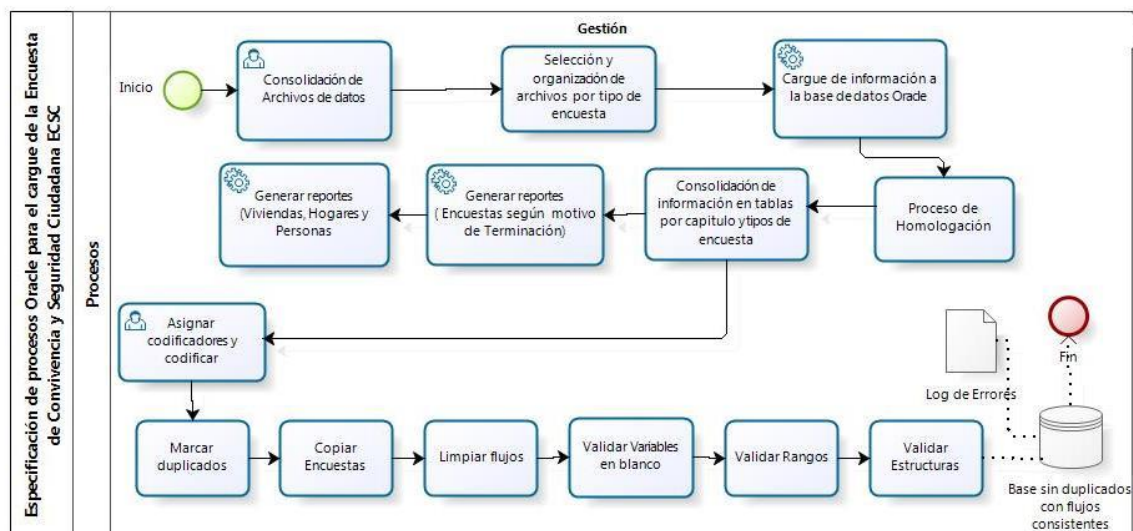 Especificación de procesos Oracle para el cargue de la Encuesta
de Convivencia y Seguridad Ciudadana ECSC
Procesos
Gestión
Inicio
Consolidación de
Archivos de datos
Selección y
organización de
archivos por tipo de
encuesta
Cargue de información a
la base de datos Oracle
Generar reportes
(Viviendas, Hogares y
Personas
Generar reportes
( Encuestas según motivo
de Terminación)
Consolidación de
información en tablas
por capitulo y tipos de
encuesta
Proceso de
Homologación
Asignar
codificadores y
codificar
Log de Errores
Fin
Marcar
duplicados
Copiar
Encuestas
Limpiar flujos
Validar Variables
en blanco
Validar Rangos
Validar
Estructuras
Base sin duplicados
con flujos
consistentes